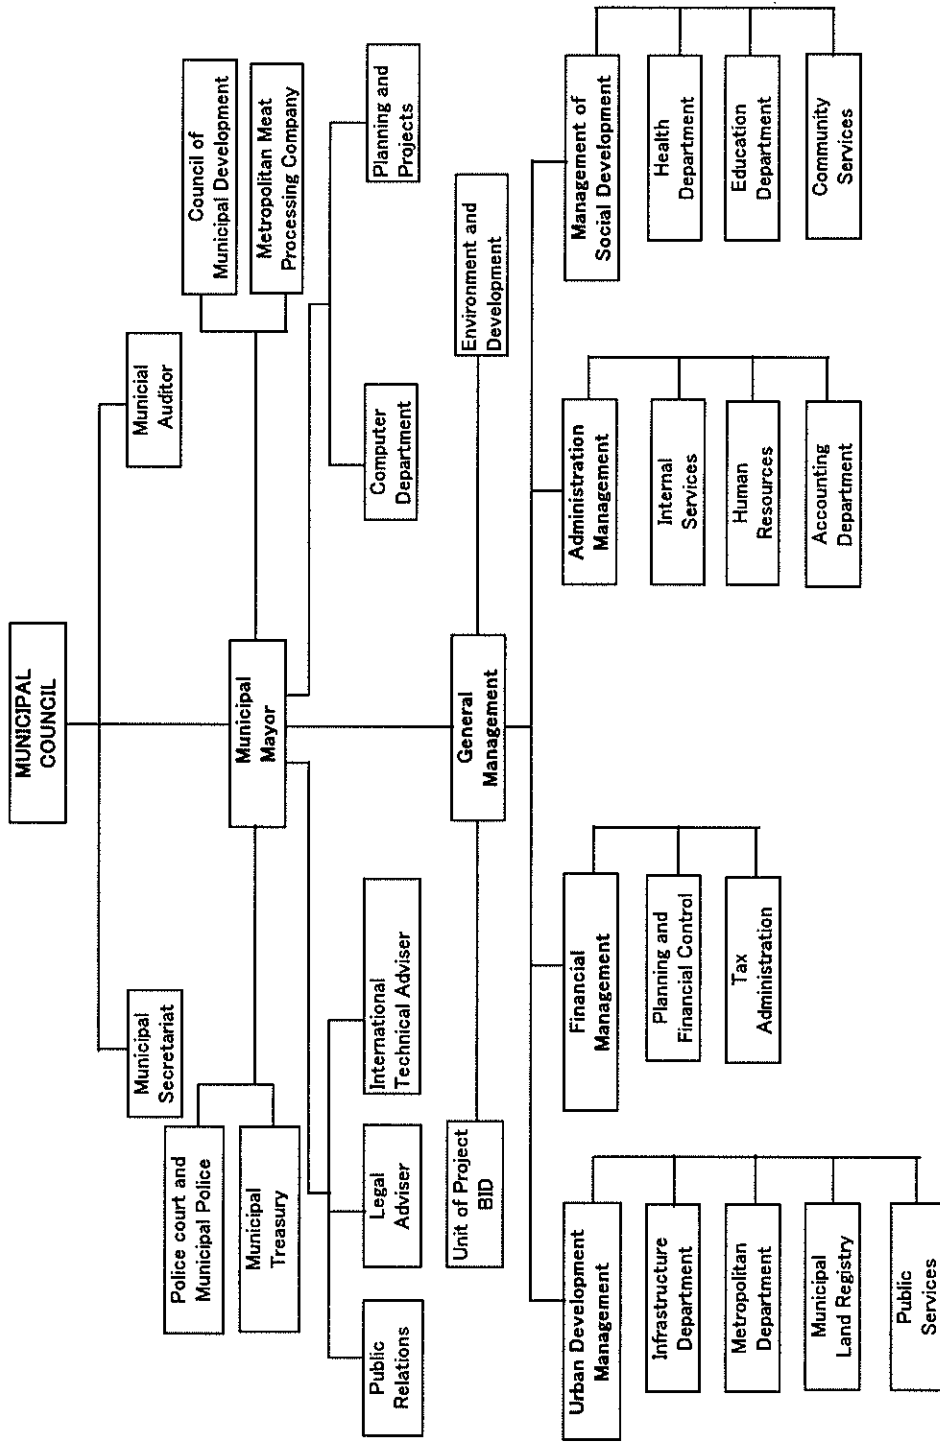 MUNICIPAL
COUNCIL
Municipal
Secretariat
Municial
Auditor
Police court and
Municipal Police
Municipal
Treasury
Municipal
Mayor
Council of
Municipal Development
Metropolitan Meat
Processing Company
Public
Relations
Legal
Adviser
International
Technical Adviser
Computer
Department
Planning and
Projects
Unit of Project
BID
General
Management
Environment and
Development
Urban Development
Management
Infrastructure
Department
Metropolitan
Department
Municipal
Land Registry
Public
Services
Financial
Management
Planning and
Financial Control
Tax
Administration
Administration
Management
Internal
Services
Human
Resources
Accounting
Department
Management of
Social Development
Health
Department
Education
Department
Community
Services